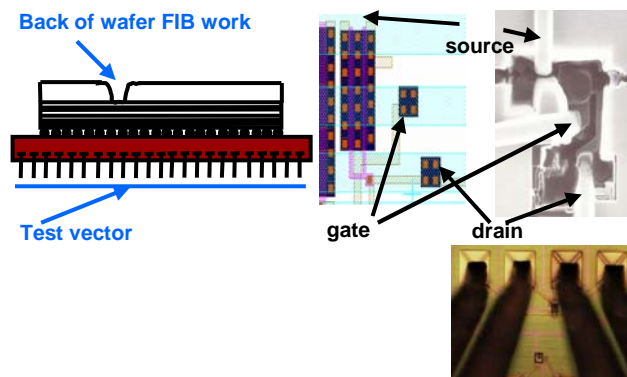 Back of wafer FIB work
source
gate
drain
Test vector